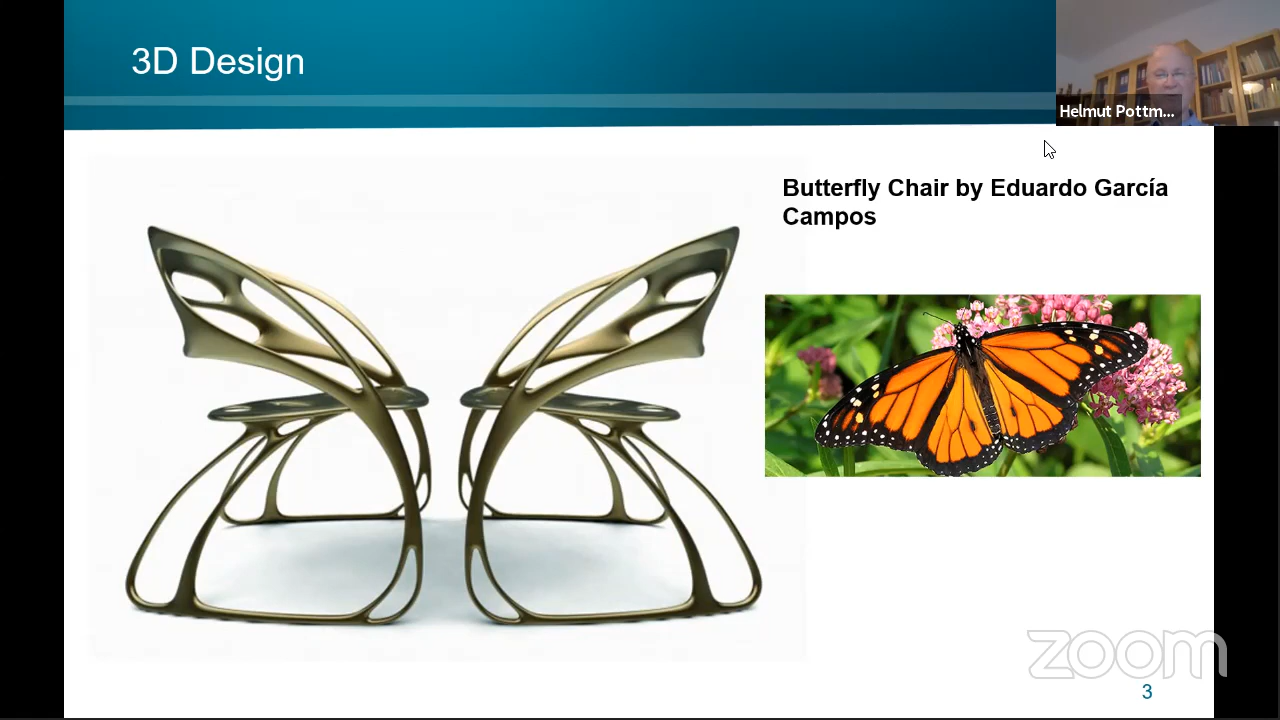 3D Design
Helmut Pottm...
Butterfly Chair by Eduardo García
Campos
zoom
3